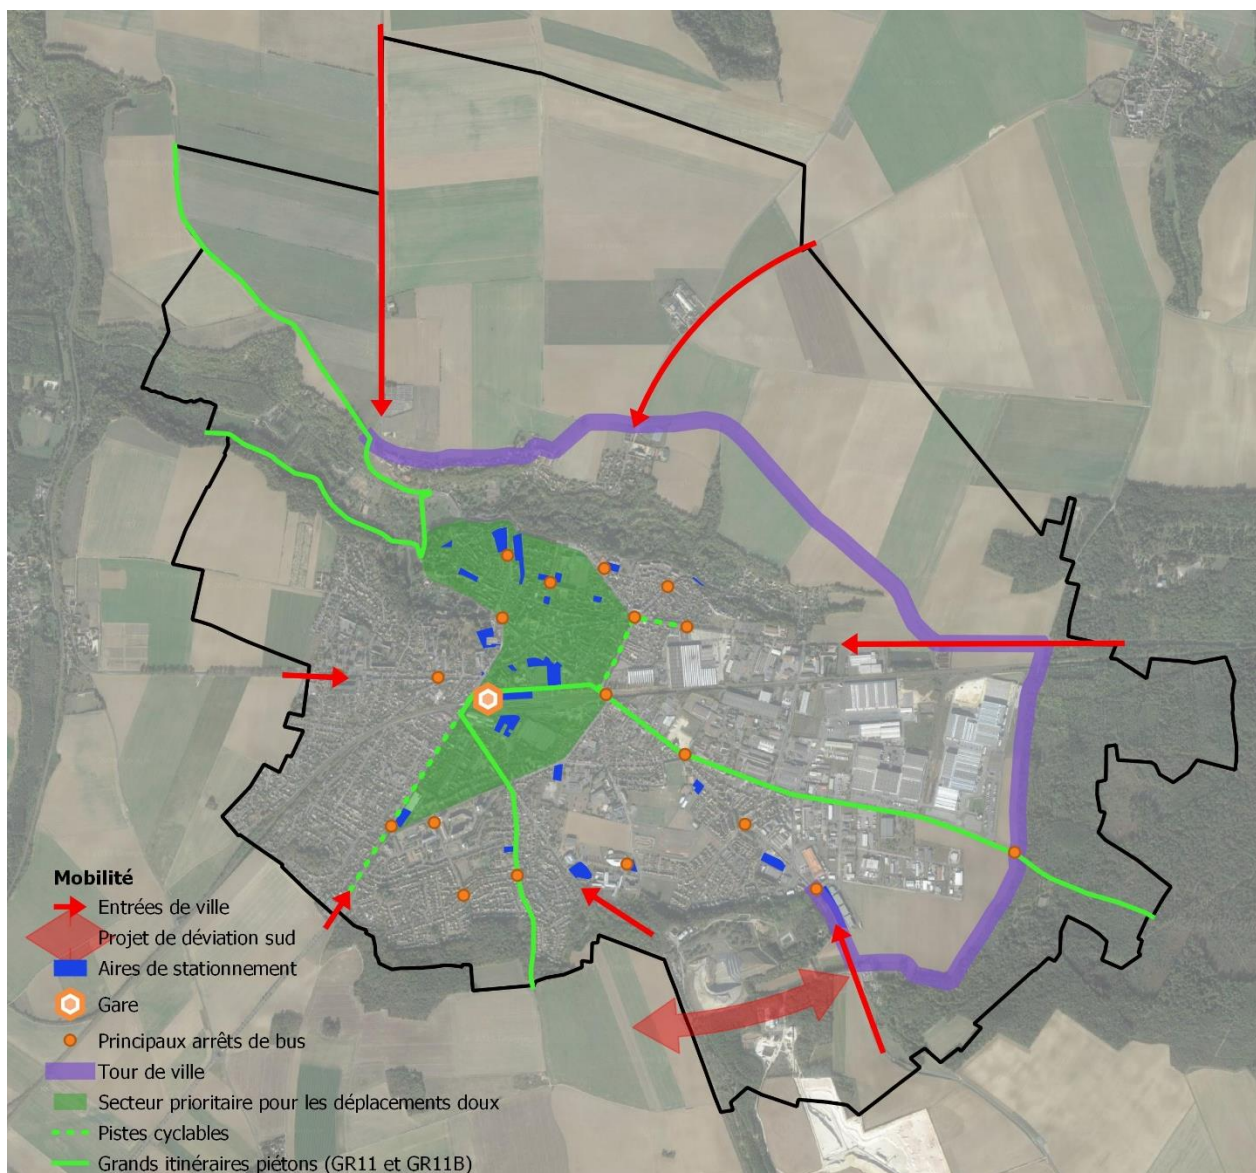 Mobilité
Entrées de ville
Projet de déviation sud
Aires de stationnement
Gare
Principaux arrêts de bus
Tour de ville
Secteur prioritaire pour les déplacements doux
Pistes cyclables
Grands itinéraires piétons (GR11 et GR11B)